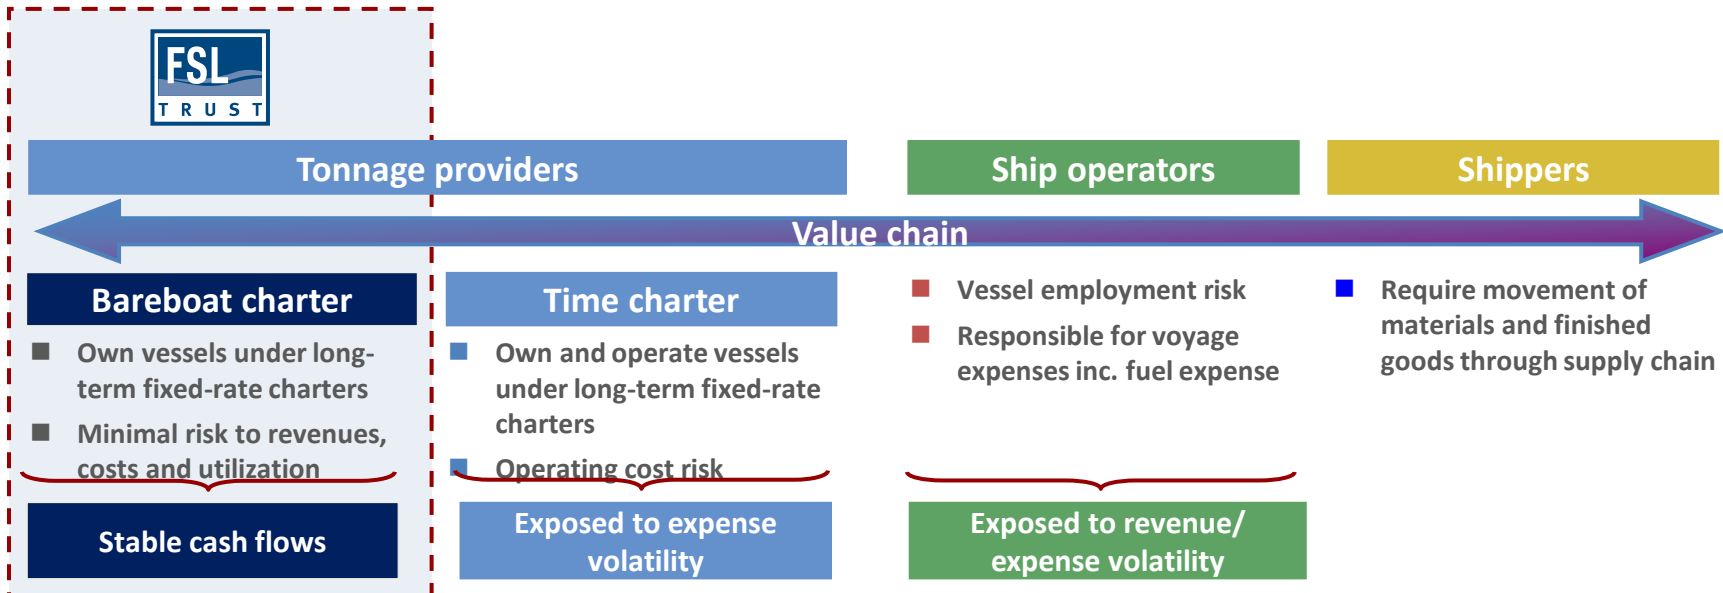 FSL
TRUST
Tonnage providers
Ship operators
Shippers
Value chain
Bareboat charter
Own vessels under long-
term fixed-rate charters
Minimal risk to revenues,
costs and utilization
Stable cash flows
Time charter
Own and operate vessels
under long-term fixed-rate
charters
Operating cost risk
Exposed to expense
volatility
Vessel employment risk
Responsible for voyage
expenses inc. fuel expense
Exposed to revenue/
expense volatility
Require movement of
materials and finished
goods through supply chain